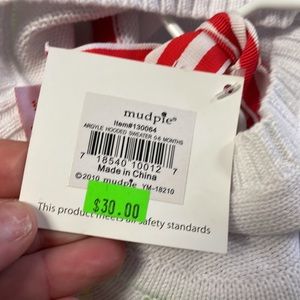 mudpie®
Item#130064
ARGYLE HOODED SWEATER 0-6 MONTHS
7 18540 10012 7
Made in China
©2010 mudpie YM-18210
$30.00
This product meets all safety standards